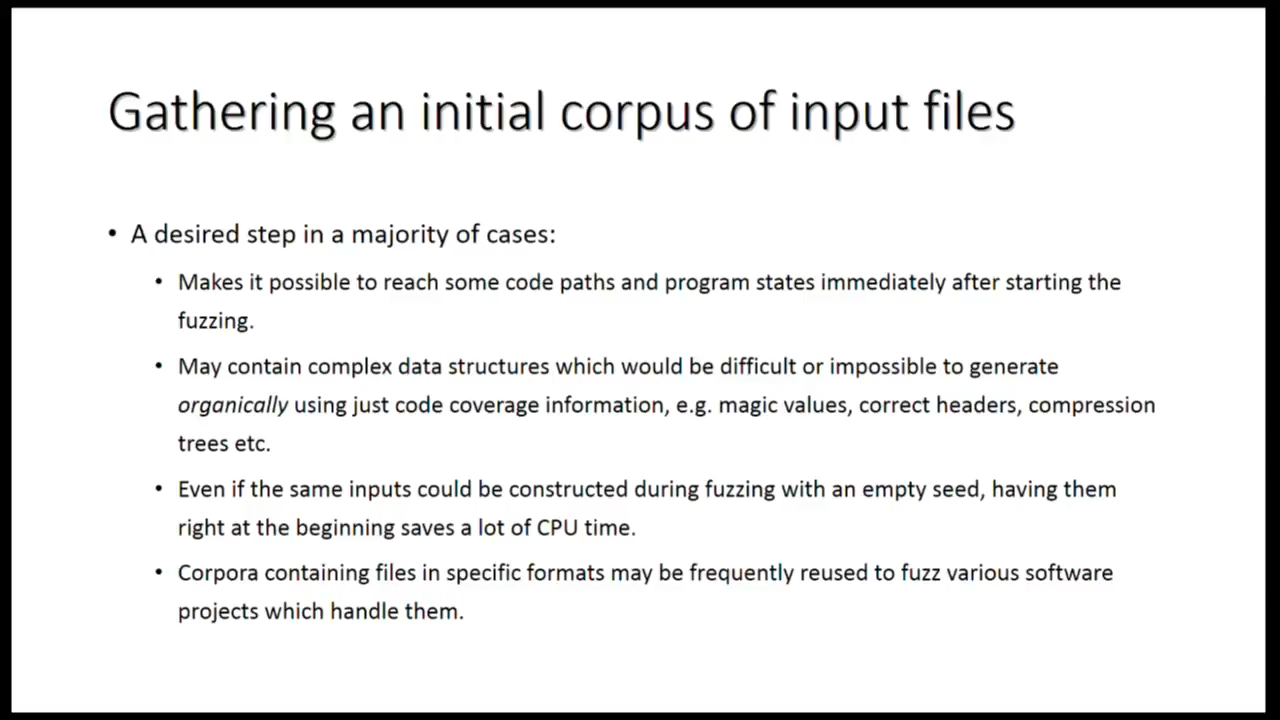 Gathering an initial corpus of input files
• A desired step in a majority of cases:
• Makes it possible to reach some code paths and program states immediately after starting the
fuzzing.
• May contain complex data structures which would be difficult or impossible to generate
organically using just code coverage information, e.g. magic values, correct headers, compression
trees etc.
• Even if the same inputs could be constructed during fuzzing with an empty seed, having them
right at the beginning saves a lot of CPU time.
• Corpora containing files in specific formats may be frequently reused to fuzz various software
projects which handle them.